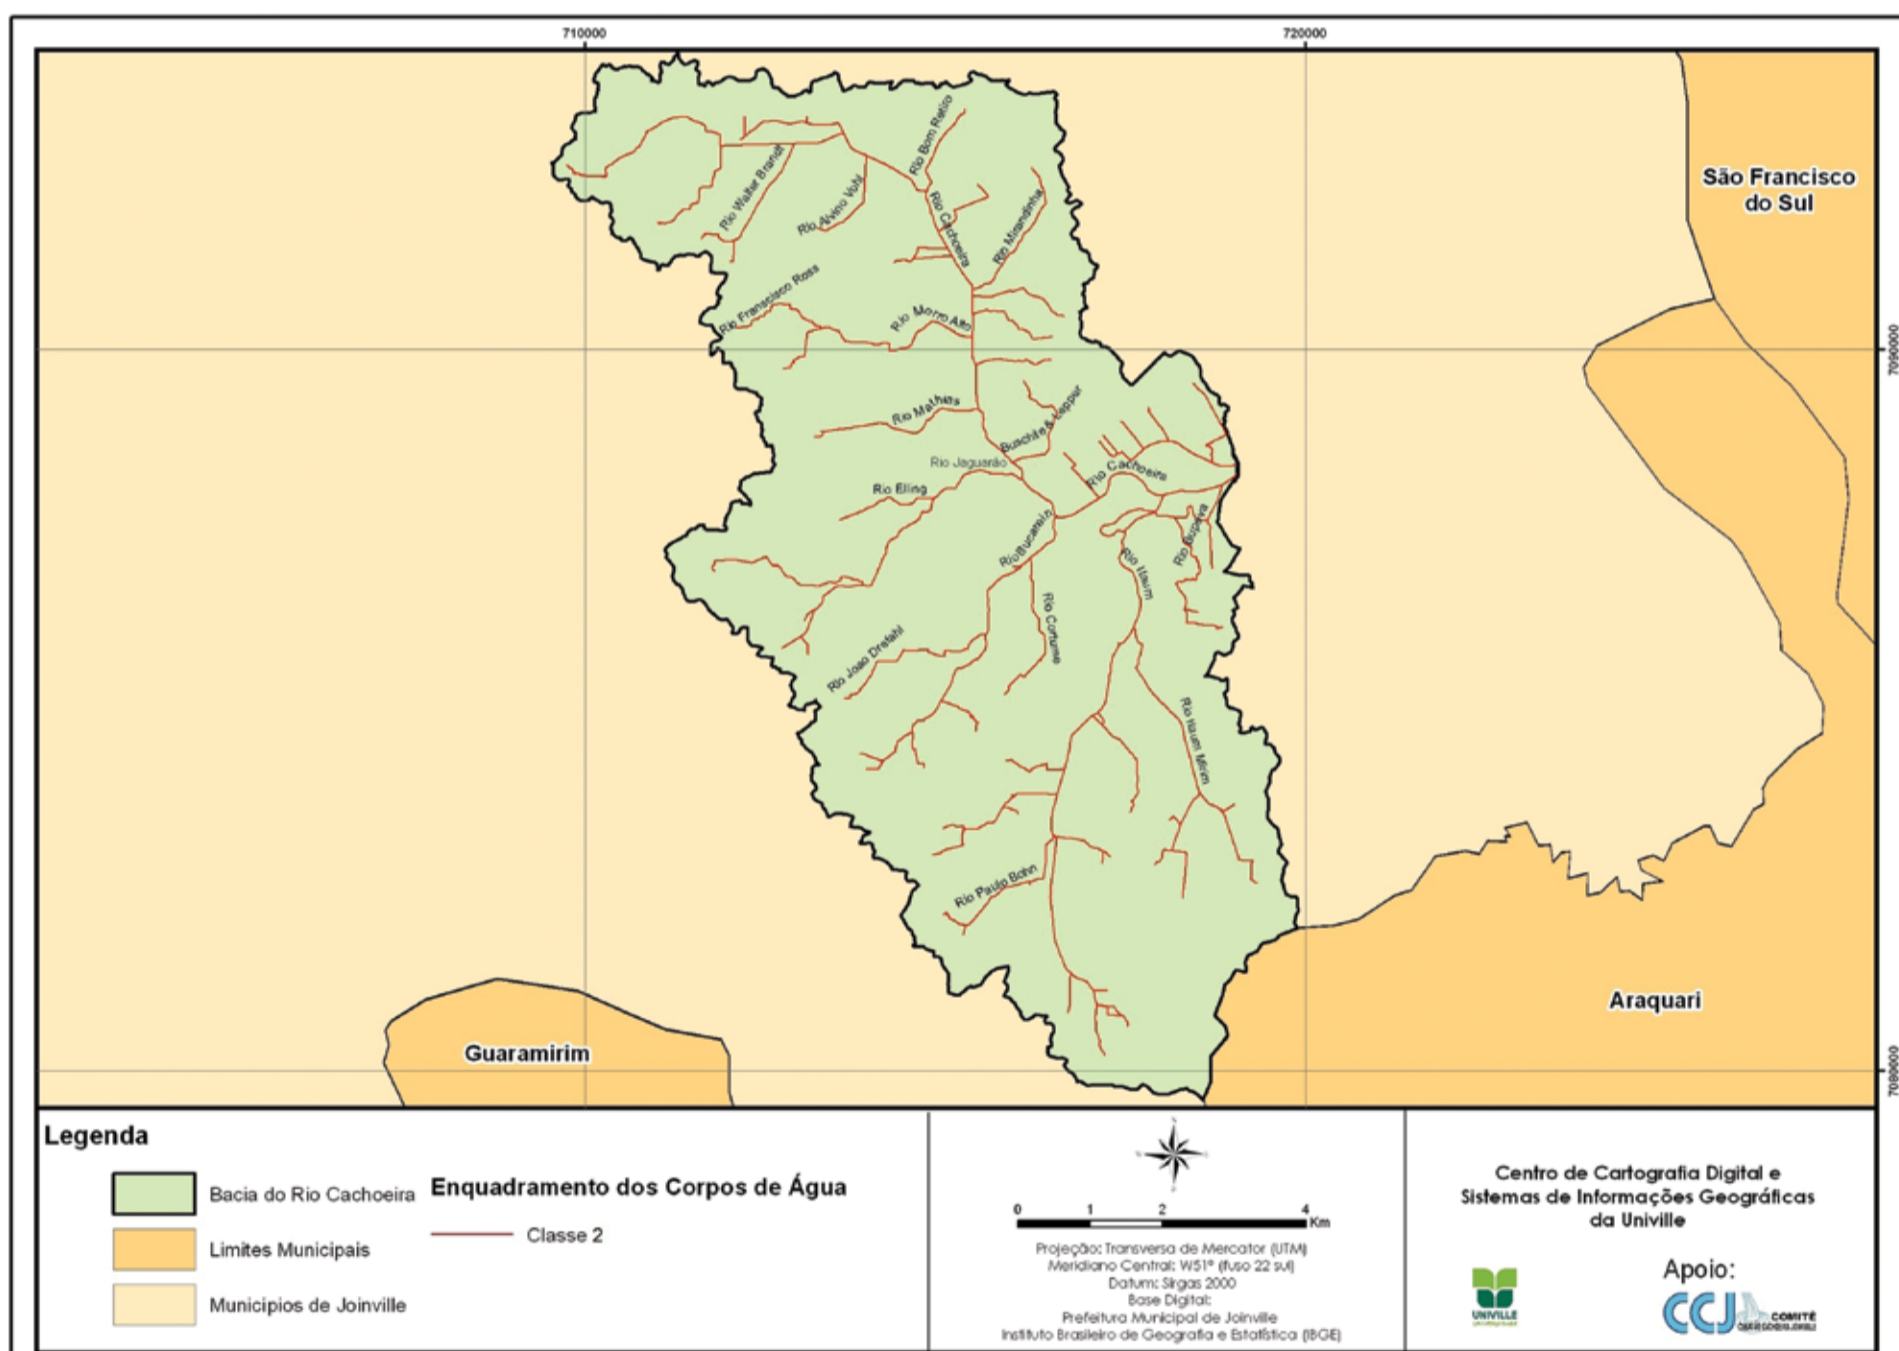 710000
720000
São Francisco
do Sul
7090000
Rio Bom Retiro
Rio Walter Brandt
Rio Alvino Vohl
Rio Cachoeira
Rio Mirandinha
Rio Franscisco Ross
Rio Morro Alto
Rio Mathias
Buschle & Lepper
Rio Jaguarão
Rio Cachoeira
Rio Elling
Rio Bucarein
Rio Bupeva
Rio Itaum
Rio Cortume
Rio Joao Drefahl
Rio Itaum Mirim
Rio Paulo Bohn
Araquari
Guaramirim
7080000
Legenda
Bacia do Rio Cachoeira
Limites Municipais
Municipios de Joinville
Enquadramento dos Corpos de Água
Classe 2
0 1 2 4
Km
Projeção: Transversa de Mercator (UTM)
Meridiano Central: W51° (fuso 22 sul)
Datum: Sirgas 2000
Base Digital:
Prefeitura Municipal de Joinville
Instituto Brasileiro de Geografia e Estatística (IBGE)
Centro de Cartografia Digital e
Sistemas de Informações Geográficas
da Univille
Apoio:
UNIVILLE
CCJ
COMITÊ